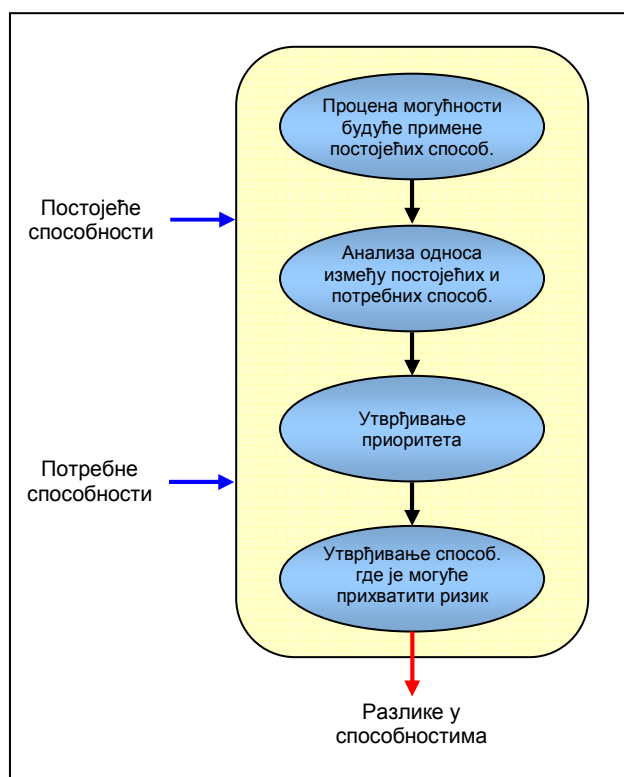 Процена могућности
будуће примене
постојећих способ.
Постојеће
способности
Анализа односа
између постојећих и
потребних способ.
Утврђивање
приоритета
Потребне
способности
Утврђивање способ.
где је могуће
прихватити ризик
Разлике у
способностима